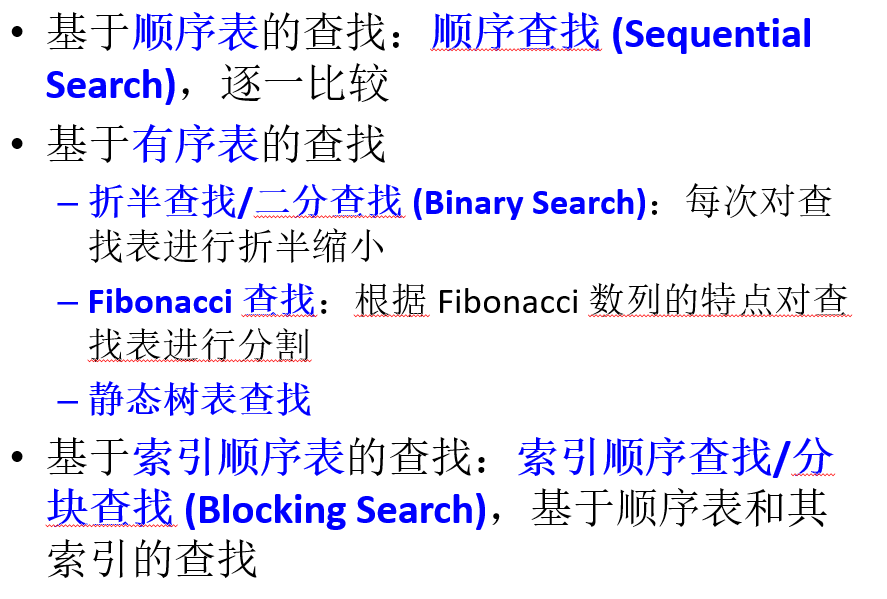 • 基于顺序表的查找：顺序查找 (Sequential
Search)，逐一比较
• 基于有序表的查找
– 折半查找/二分查找 (Binary Search)：每次对查
找表进行折半缩小
– Fibonacci 查找：根据 Fibonacci 数列的特点对查
找表进行分割
– 静态树表查找
• 基于索引顺序表的查找：索引顺序查找/分
块查找 (Blocking Search)，基于顺序表和其
索引的查找